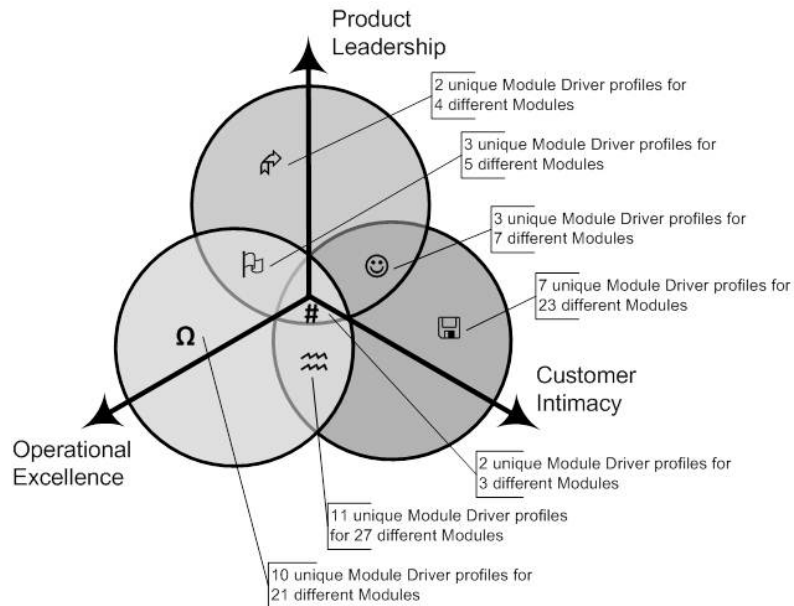 Product
Leadership
2 unique Module Driver profiles for
4 different Modules
3 unique Module Driver profiles for
5 different Modules
3 unique Module Driver profiles for
7 different Modules
7 unique Module Driver profiles for
23 different Modules
Ω
#
Customer
Intimacy
Operational
Excellence
2 unique Module Driver profiles for
3 different Modules
11 unique Module Driver profiles
for 27 different Modules
10 unique Module Driver profiles for
21 different Modules